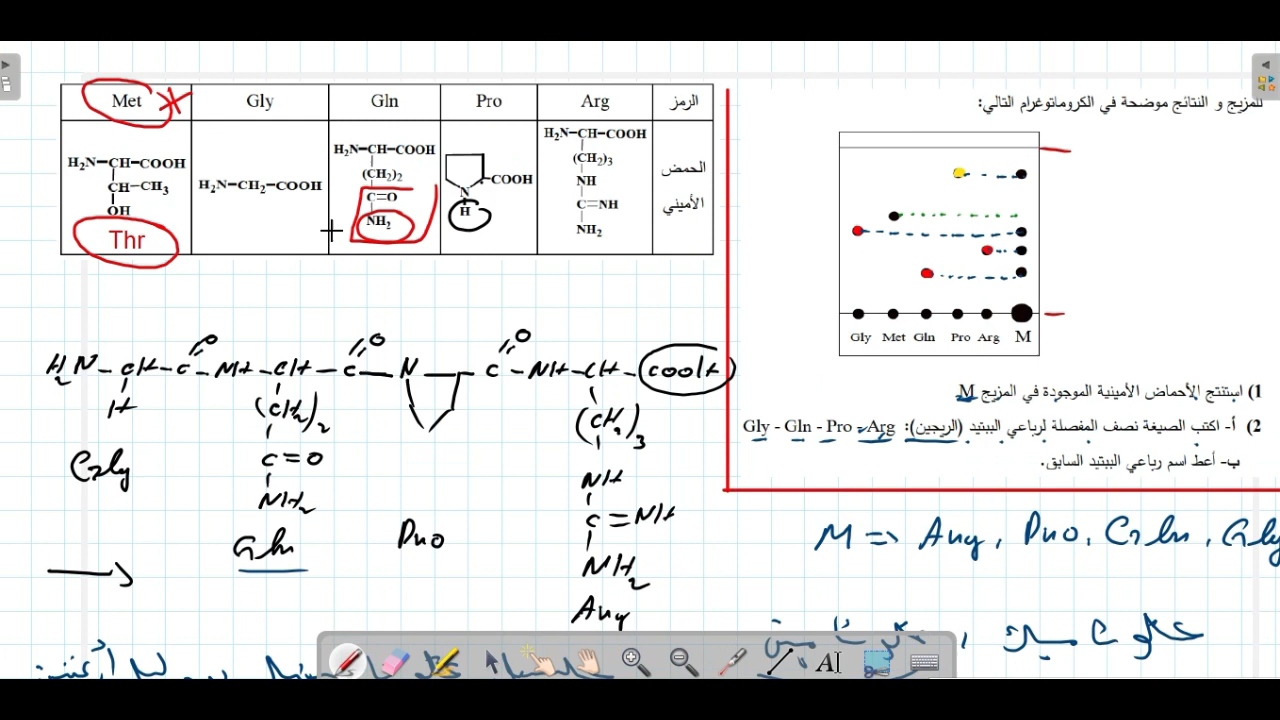 Met Gly Gln Pro Arg الرمز
H₂N–CH–COOH
CH–CH₃
OH
Thr
H₂N–CH₂–COOH
H₂N–CH–COOH
(CH₂)₂
C=O
NH₂
COOH
N
H
H₂N–CH–COOH
(CH₂)₃
NH
C=NH
NH₂
الحمض
الأميني
للمزيج و النتائج موضحة في الكروماتوغرام التالي:
Gly Met Gln Pro Arg M
1) استنتج الأحماض الأمينية الموجودة في المزيج M
2) أ- اكتب الصيغة نصف المفصلة لرباعي الببتيد (الريجين): Gly - Gln - Pro - Arg
ب- أعط اسم رباعي الببتيد السابق.
H₂N – CH – C – NH – CH – C – N – C – NH – CH – COOH
O O O
H (CH₂)₂ (CH₂)₃
C=O NH
NH₂ C=NH
NH₂
Gly Gln Pro Arg
M => Arg, Pro, Gln, Gly
AI